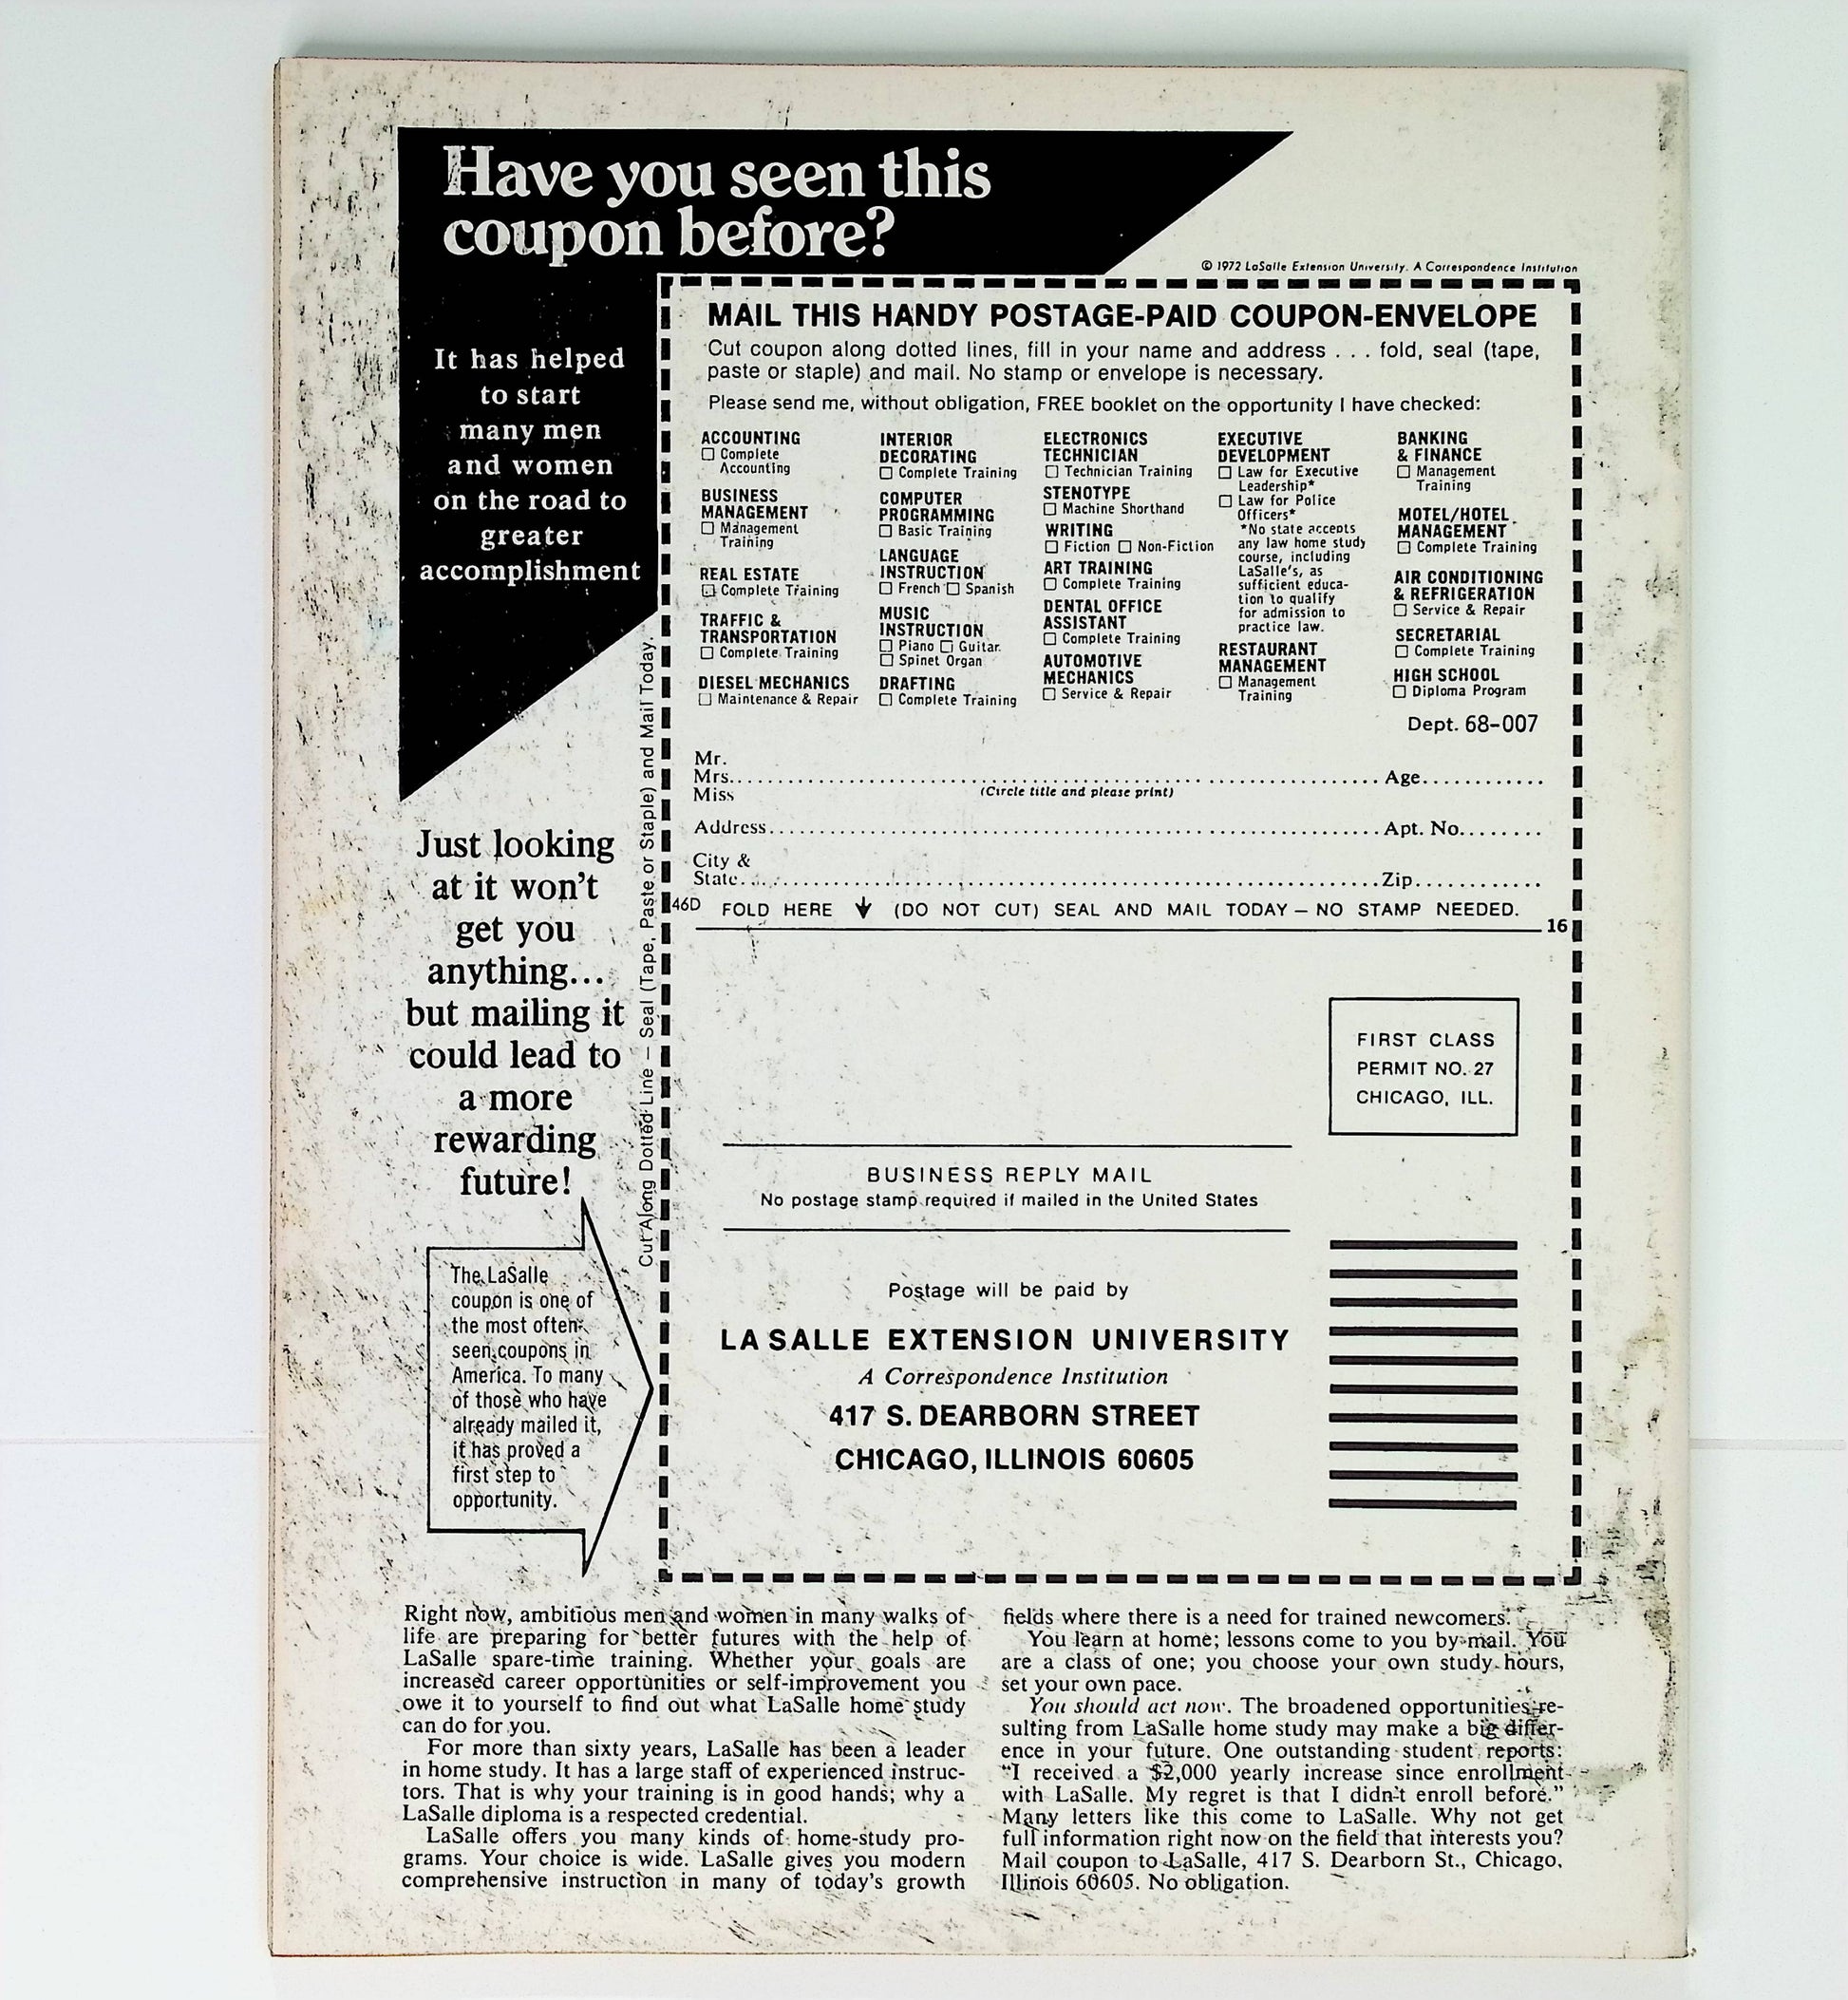 Have you seen this
coupon before?
© 1972 LaSalle Extension University. A Correspondence Institution
It has helped
to start
many men
and women
on the road to
greater
accomplishment
Just looking
at it won't
get you
anything...
but mailing it
could lead to
a more
rewarding
future!
The LaSalle
coupon is one of
the most often-
seen coupons in
America. To many
of those who have
already mailed it,
it has proved a
first step to
opportunity.
Cut Along Dotted Line — Seal (Tape, Paste or Staple) and Mail Today.
MAIL THIS HANDY POSTAGE-PAID COUPON-ENVELOPE
Cut coupon along dotted lines, fill in your name and address . . . fold, seal (tape,
paste or staple) and mail. No stamp or envelope is necessary.
Please send me, without obligation, FREE booklet on the opportunity I have checked:
ACCOUNTING
☐ Complete
Accounting
BUSINESS
MANAGEMENT
☐ Management
Training
REAL ESTATE
☐ Complete Training
TRAFFIC &
TRANSPORTATION
☐ Complete Training
DIESEL MECHANICS
☐ Maintenance & Repair
INTERIOR
DECORATING
☐ Complete Training
COMPUTER
PROGRAMMING
☐ Basic Training
LANGUAGE
INSTRUCTION
☐ French ☐ Spanish
MUSIC
INSTRUCTION
☐ Piano ☐ Guitar
☐ Spinet Organ
DRAFTING
☐ Complete Training
ELECTRONICS
TECHNICIAN
☐ Technician Training
STENOTYPE
☐ Machine Shorthand
WRITING
☐ Fiction ☐ Non-Fiction
ART TRAINING
☐ Complete Training
DENTAL OFFICE
ASSISTANT
☐ Complete Training
AUTOMOTIVE
MECHANICS
☐ Service & Repair
EXECUTIVE
DEVELOPMENT
☐ Law for Executive
Leadership*
☐ Law for Police
Officers*
*No state accepts
any law home study
course, including
LaSalle's, as
sufficient educa-
tion to qualify
for admission to
practice law.
RESTAURANT
MANAGEMENT
☐ Management
Training
BANKING
& FINANCE
☐ Management
Training
MOTEL/HOTEL
MANAGEMENT
☐ Complete Training
AIR CONDITIONING
& REFRIGERATION
☐ Service & Repair
SECRETARIAL
☐ Complete Training
HIGH SCHOOL
☐ Diploma Program
Dept. 68-007
Mr.
Mrs. Age
Miss
(Circle title and please print)
Address Apt. No.
City &
State Zip
46D FOLD HERE ↓ (DO NOT CUT) SEAL AND MAIL TODAY — NO STAMP NEEDED.
16
FIRST CLASS
PERMIT NO. 27
CHICAGO, ILL.
BUSINESS REPLY MAIL
No postage stamp required if mailed in the United States
Postage will be paid by
LA SALLE EXTENSION UNIVERSITY
A Correspondence Institution
417 S. DEARBORN STREET
CHICAGO, ILLINOIS 60605
Right now, ambitious men and women in many walks of
life are preparing for better futures with the help of
LaSalle spare-time training. Whether your goals are
increased career opportunities or self-improvement you
owe it to yourself to find out what LaSalle home study
can do for you.
For more than sixty years, LaSalle has been a leader
in home study. It has a large staff of experienced instruc-
tors. That is why your training is in good hands; why a
LaSalle diploma is a respected credential.
LaSalle offers you many kinds of home-study pro-
grams. Your choice is wide. LaSalle gives you modern
comprehensive instruction in many of today's growth
fields where there is a need for trained newcomers.
You learn at home; lessons come to you by mail. You
are a class of one; you choose your own study hours,
set your own pace.
You should act now. The broadened opportunities re-
sulting from LaSalle home study may make a big differ-
ence in your future. One outstanding student reports:
"I received a $2,000 yearly increase since enrollment
with LaSalle. My regret is that I didn't enroll before."
Many letters like this come to LaSalle. Why not get
full information right now on the field that interests you?
Mail coupon to LaSalle, 417 S. Dearborn St., Chicago,
Illinois 60605. No obligation.